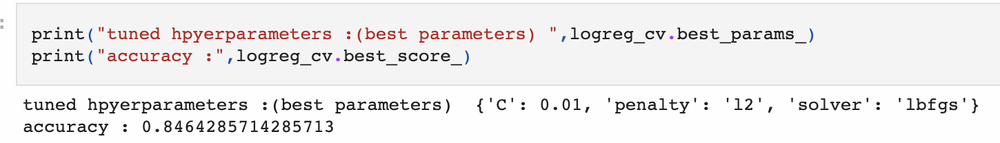 print("tuned hpyerparameters :(best parameters) ",logreg_cv.best_params_)
print("accuracy :",logreg_cv.best_score_)
tuned hpyerparameters :(best parameters)  {'C': 0.01, 'penalty': 'l2', 'solver': 'lbfgs'}
accuracy : 0.8464285714285713